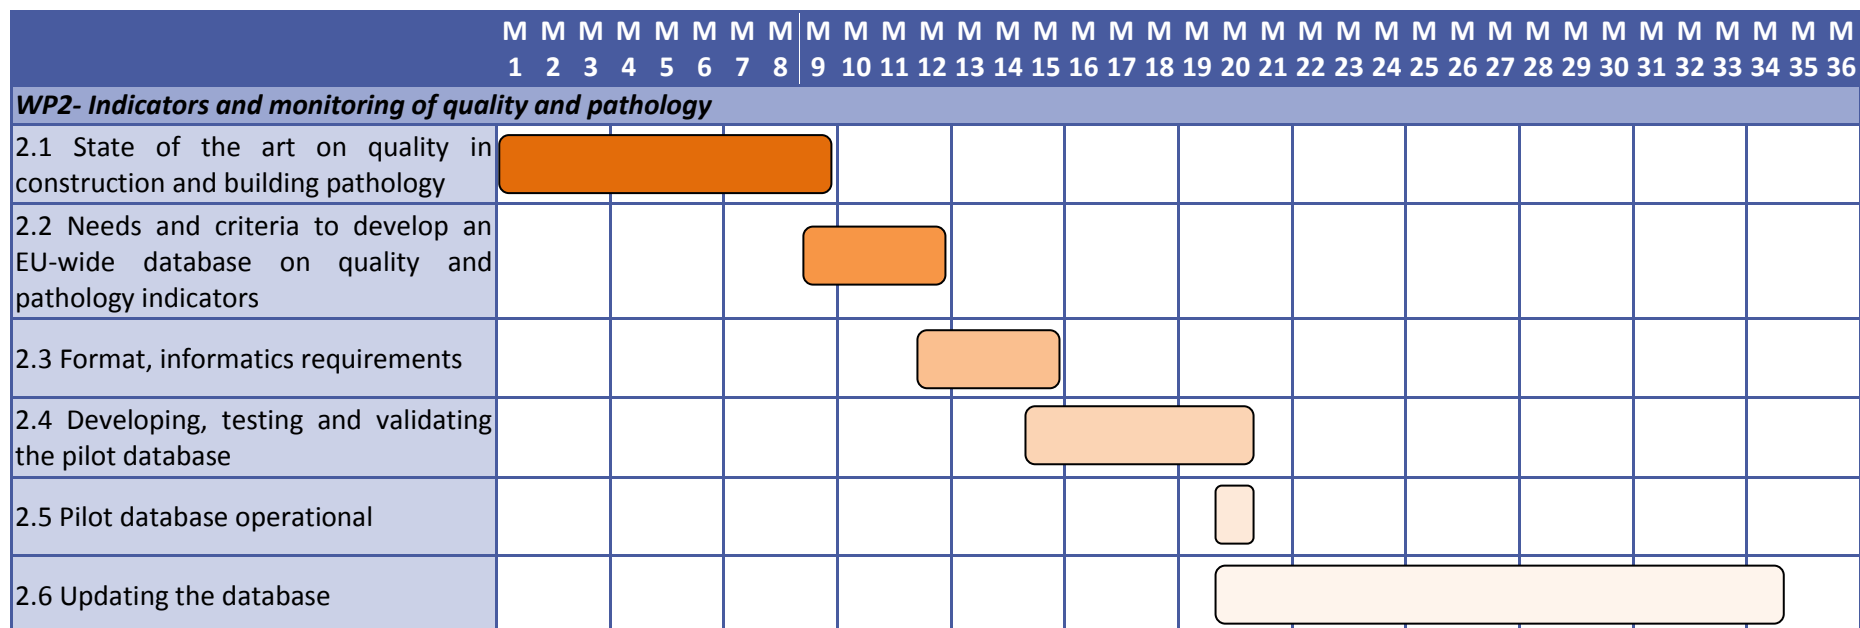 M M M M M M M M M M M M M M M M M M M M M M M M M M M M M M M M M M M M
1 2 3 4 5 6 7 8 9 10 11 12 13 14 15 16 17 18 19 20 21 22 23 24 25 26 27 28 29 30 31 32 33 34 35 36
WP2- Indicators and monitoring of quality and pathology
2.1 State of the art on quality in
construction and building pathology
2.2 Needs and criteria to develop an
EU-wide database on quality and
pathology indicators
2.3 Format, informatics requirements
2.4 Developing, testing and validating
the pilot database
2.5 Pilot database operational
2.6 Updating the database